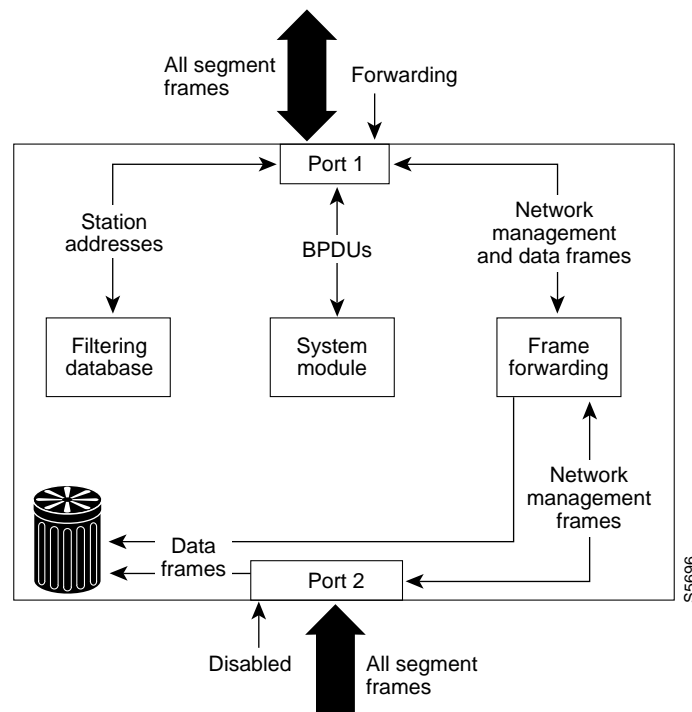 All segment
frames
Forwarding
Port 1
Station
addresses
BPDUs
Network
management
and data frames
Filtering
database
System
module
Frame
forwarding
Network
management
frames
Data
frames
Port 2
S5696
Disabled
All segment
frames